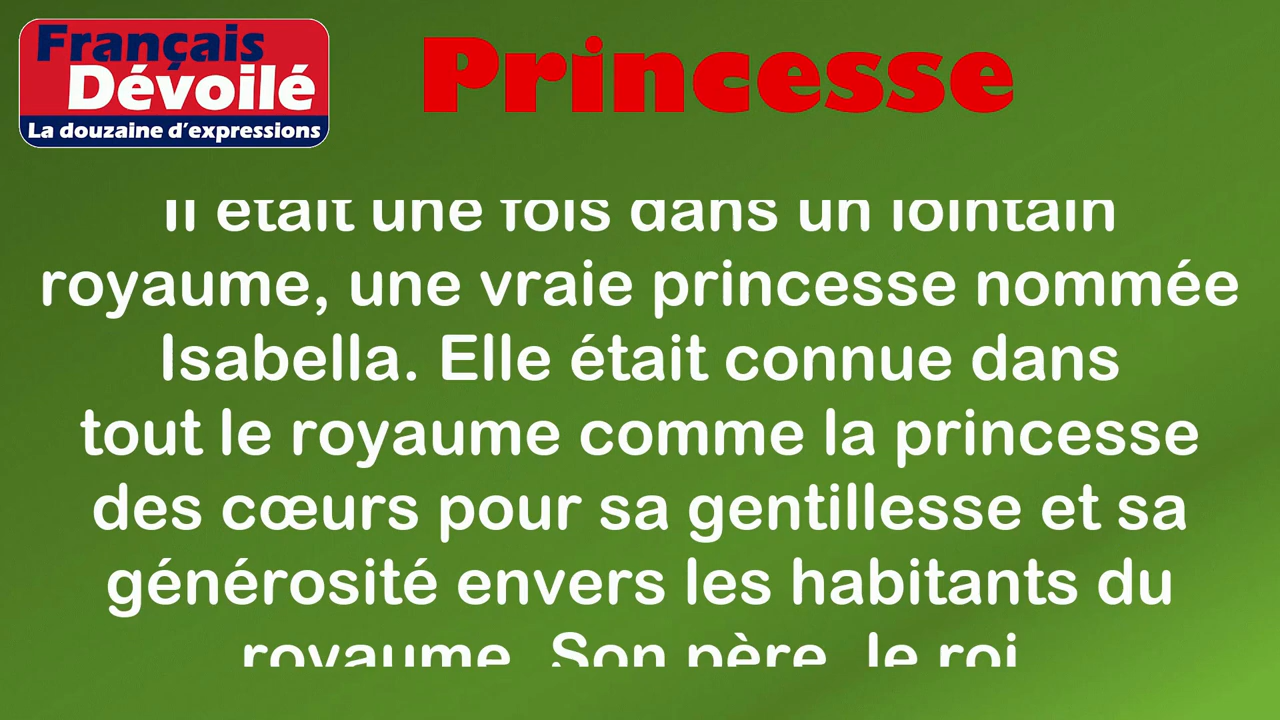 Français
Dévoilé
La douzaine d'expressions
Princesse
Il était une fois dans un lointain
royaume, une vraie princesse nommée
Isabella. Elle était connue dans
tout le royaume comme la princesse
des cœurs pour sa gentillesse et sa
générosité envers les habitants du
royaume. Son père, le roi